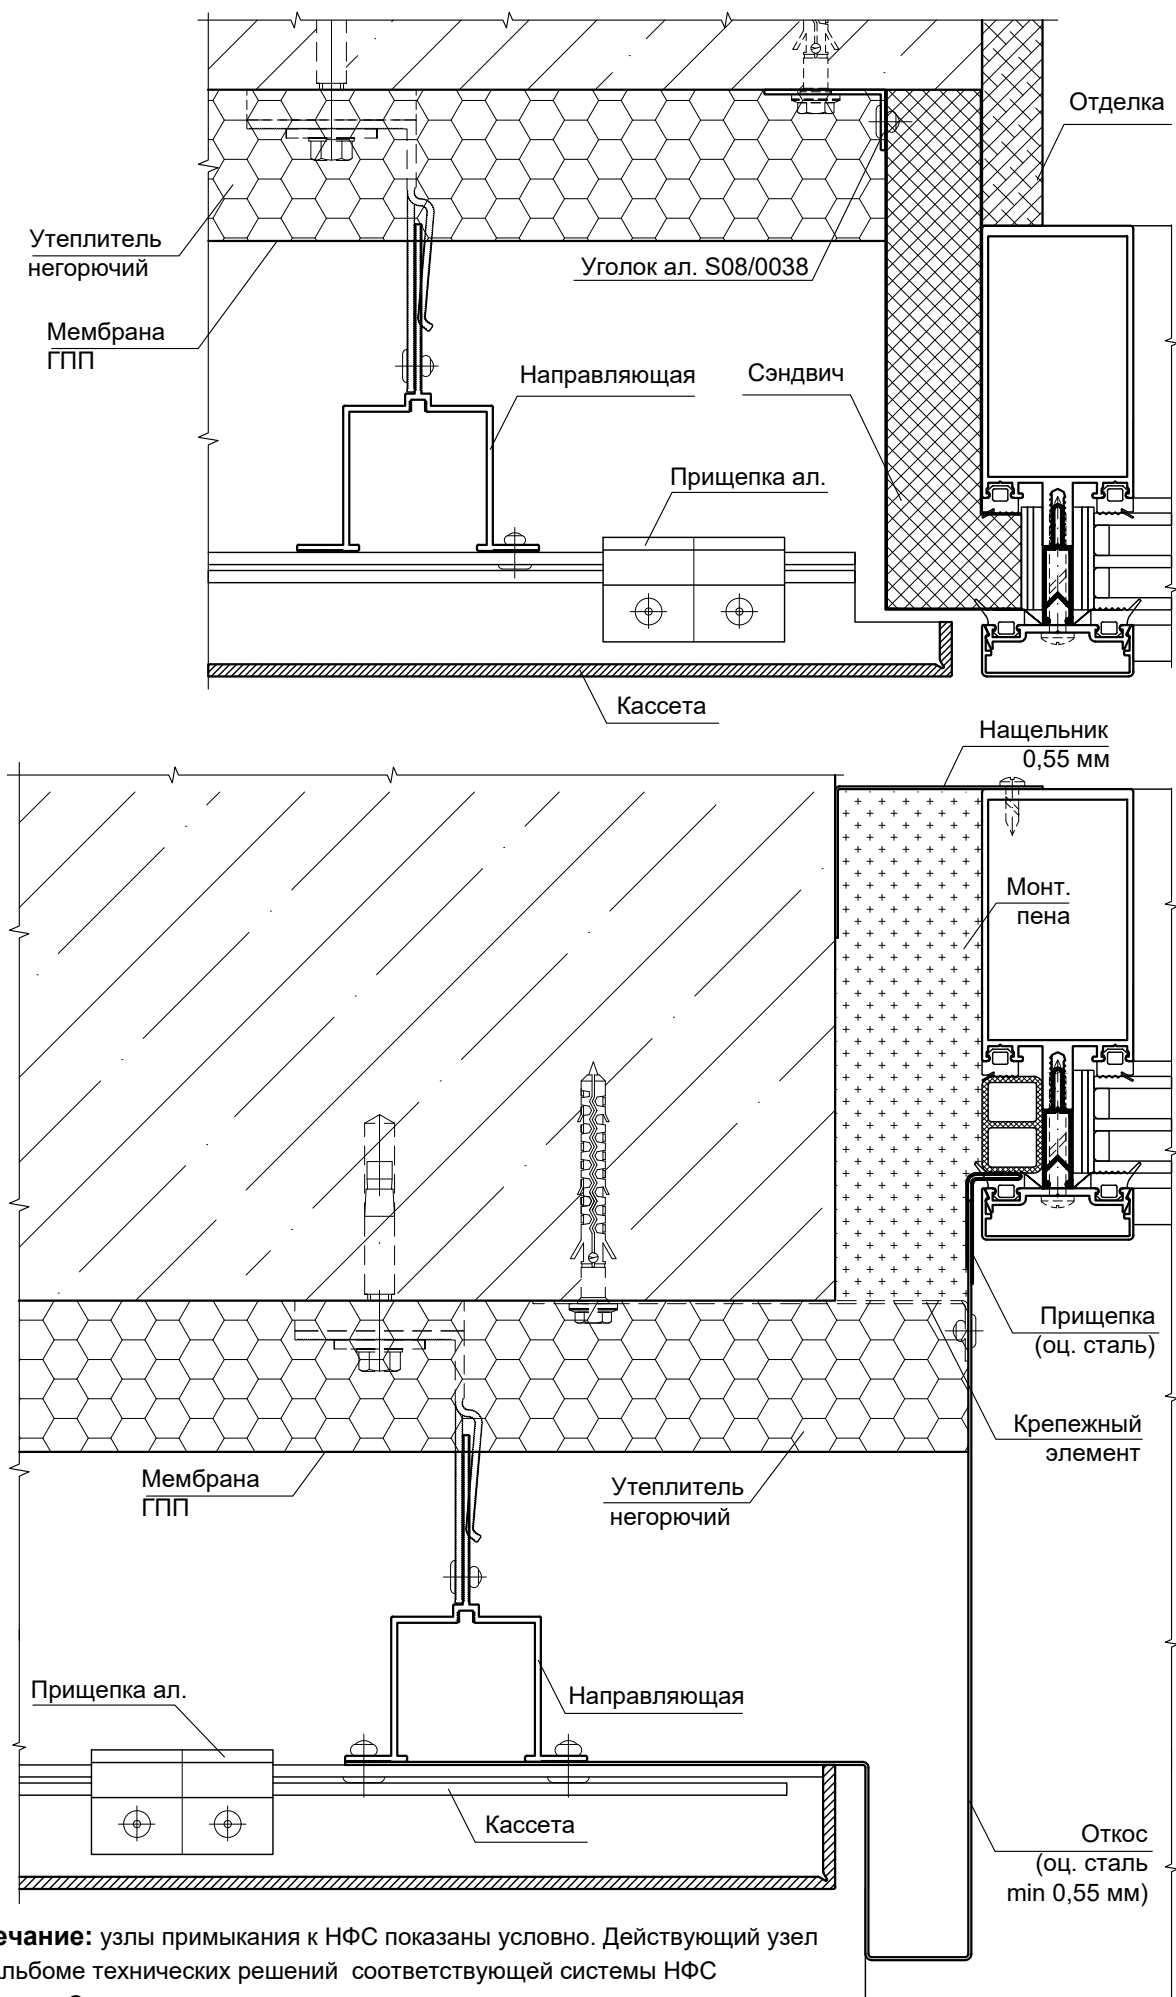 Отделка
Утеплитель
негорючий
Уголок ал. S08/0038
Мембрана
ГПП
Направляющая
Сэндвич
Прищепка ал.
Кассета
Нащельник
0,55 мм
Монт.
пена
Прищепка
(оц. сталь)
Крепежный
элемент
Мембрана
ГПП
Утеплитель
негорючий
Прищепка ал.
Направляющая
Кассета
Откос
(оц. сталь
min 0,55 мм)
ечание: узлы примыкания к НФС показаны условно. Действующий узел
альбоме технических решений соответствующей системы НФС